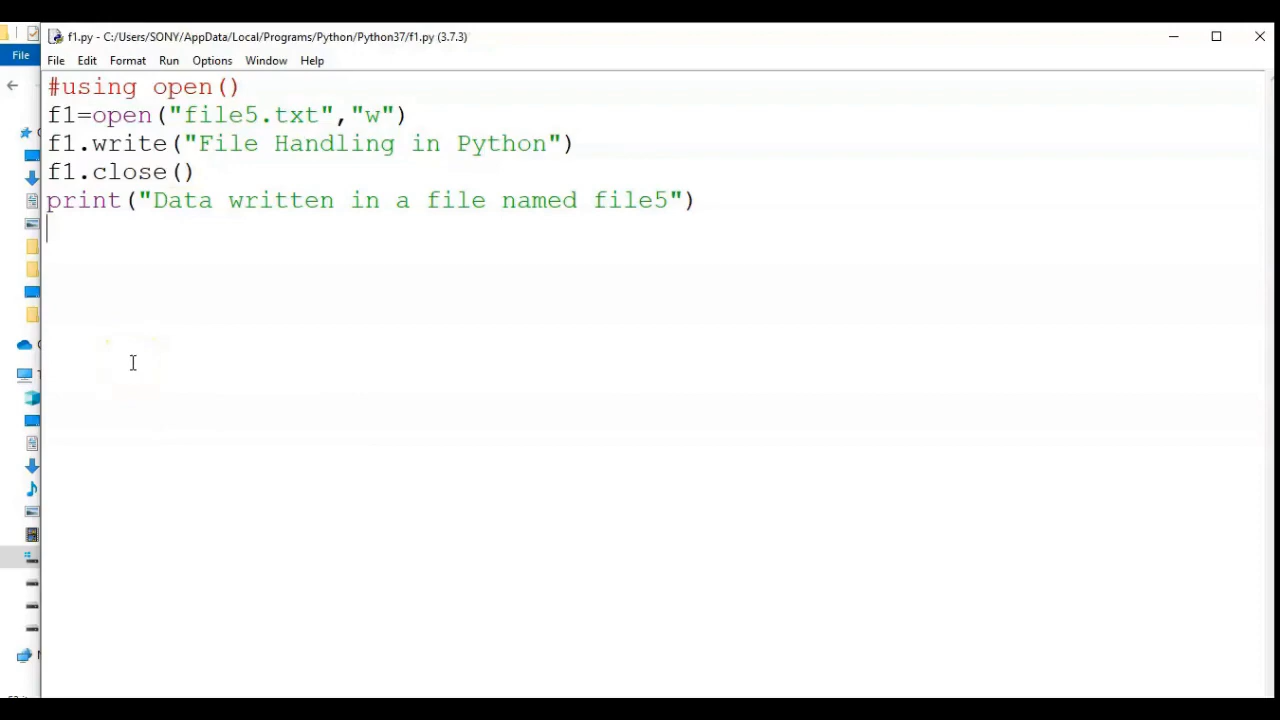 f1.py - C:/Users/SONY/AppData/Local/Programs/Python/Python37/f1.py (3.7.3)
File
File Edit Format Run Options Window Help
#using open()
f1=open("file5.txt","w")
f1.write("File Handling in Python")
f1.close()
print("Data written in a file named file5")